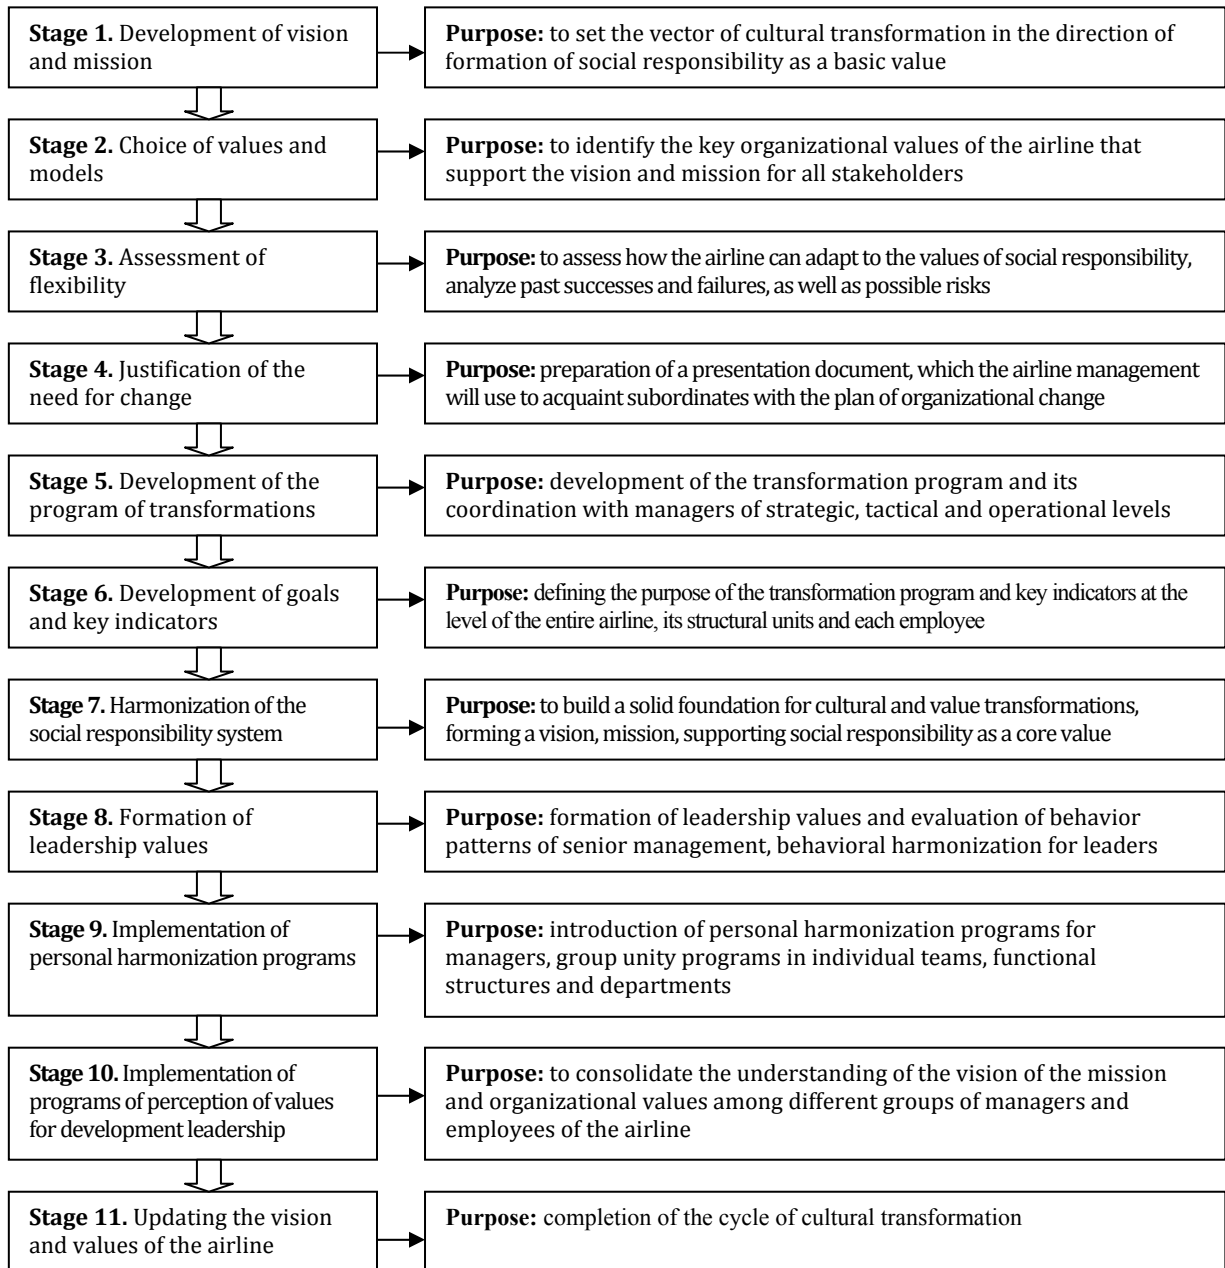 Stage 1. Development of vision
and mission
Purpose: to set the vector of cultural transformation in the direction of
formation of social responsibility as a basic value
Stage 2. Choice of values and
models
Purpose: to identify the key organizational values of the airline that
support the vision and mission for all stakeholders
Stage 3. Assessment of
flexibility
Purpose: to assess how the airline can adapt to the values of social responsibility,
analyze past successes and failures, as well as possible risks
Stage 4. Justification of the
need for change
Purpose: preparation of a presentation document, which the airline management
will use to acquaint subordinates with the plan of organizational change
Stage 5. Development of the
program of transformations
Purpose: development of the transformation program and its
coordination with managers of strategic, tactical and operational levels
Stage 6. Development of goals
and key indicators
Purpose: defining the purpose of the transformation program and key indicators at the
level of the entire airline, its structural units and each employee
Stage 7. Harmonization of the
social responsibility system
Purpose: to build a solid foundation for cultural and value transformations,
forming a vision, mission, supporting social responsibility as a core value
Stage 8. Formation of
leadership values
Purpose: formation of leadership values and evaluation of behavior
patterns of senior management, behavioral harmonization for leaders
Stage 9. Implementation of
personal harmonization programs
Purpose: introduction of personal harmonization programs for
managers, group unity programs in individual teams, functional
structures and departments
Stage 10. Implementation of
programs of perception of values
for development leadership
Purpose: to consolidate the understanding of the vision of the mission
and organizational values among different groups of managers and
employees of the airline
Stage 11. Updating the vision
and values of the airline
Purpose: completion of the cycle of cultural transformation